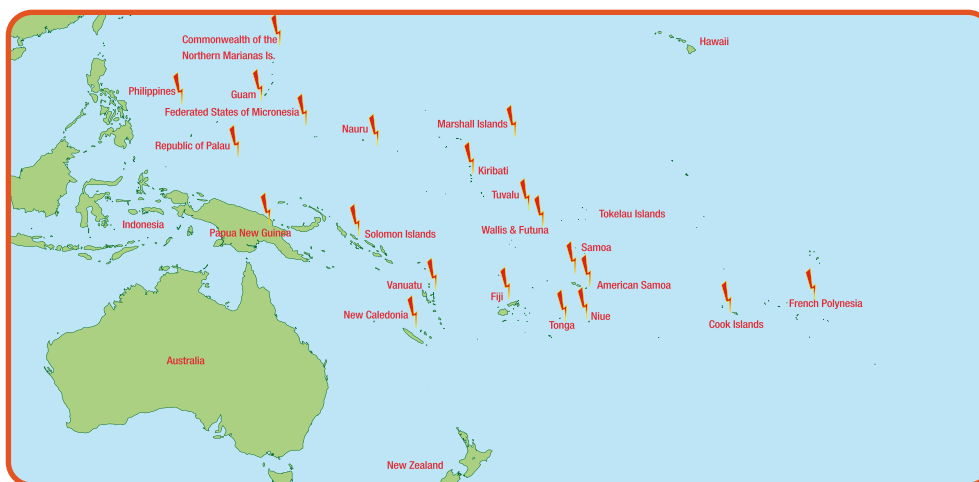 Commonwealth of the
Northern Marianas Is.
Hawaii
Philippines
Guam
Federated States of Micronesia
Nauru
Marshall Islands
Republic of Palau
Kiribati
Tuvalu
Tokelau Islands
Indonesia
Papua New Guinea
Solomon Islands
Wallis & Futuna
Samoa
Vanuatu
American Samoa
Fiji
French Polynesia
New Caledonia
Niue
Tonga
Cook Islands
Australia
New Zealand